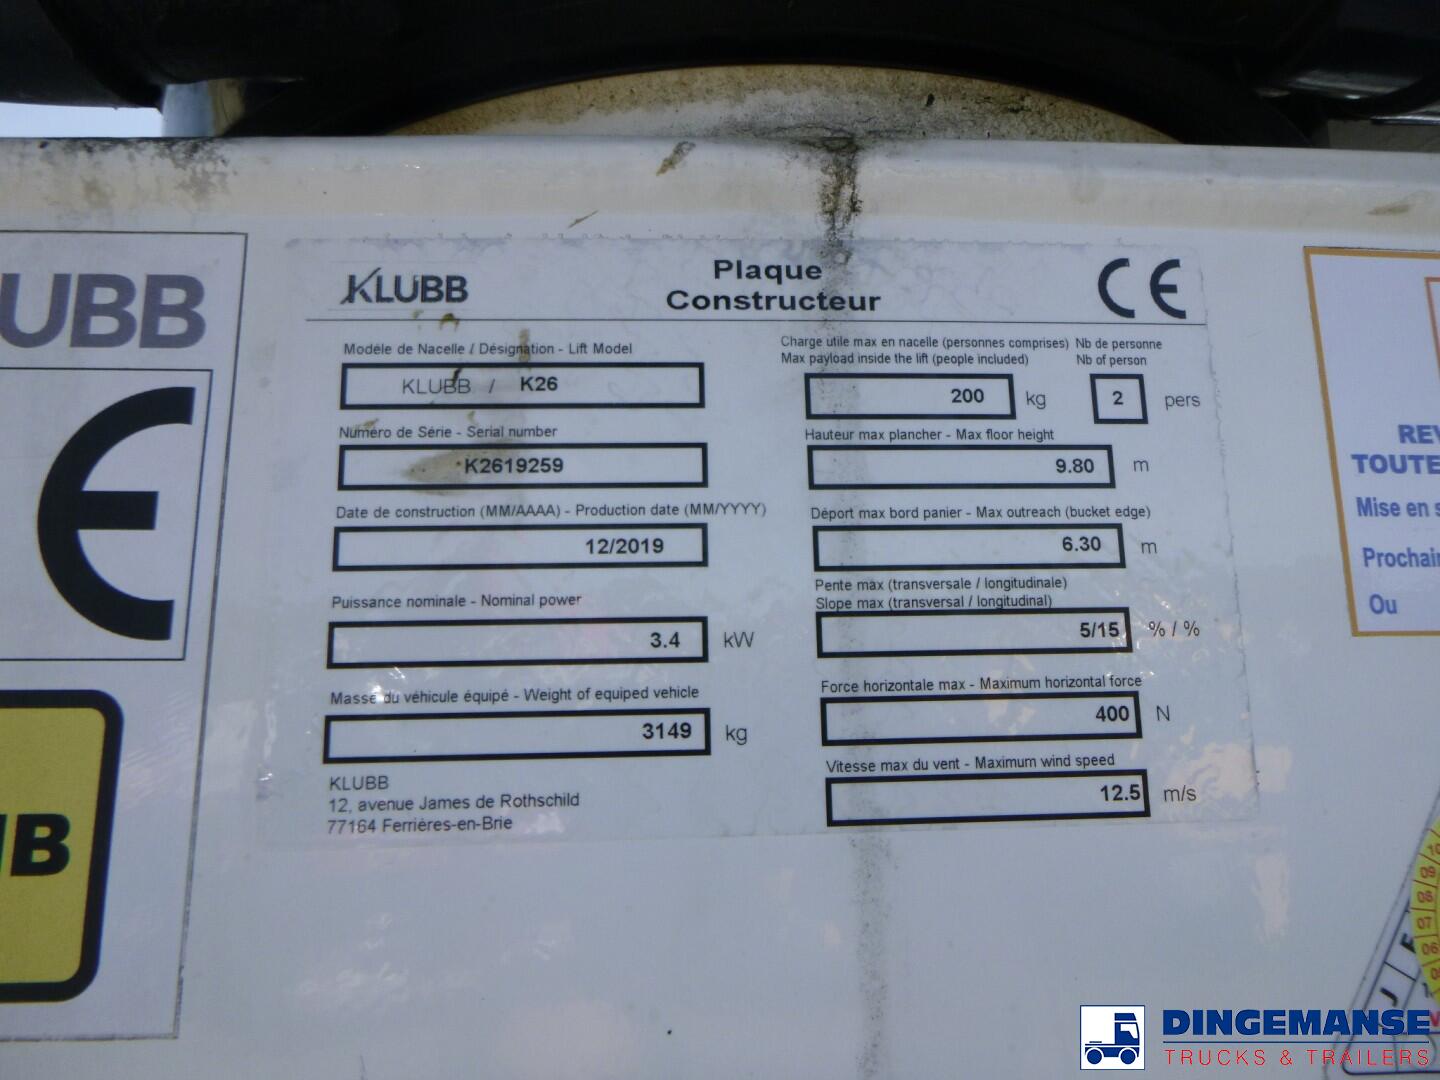 UBB
CE
KLUBB
Plaque
Constructeur
CE
Modèle de Nacelle / Désignation - Lift Model
KLUBB / K26
Numéro de Série - Serial number
K2619259
Date de construction (MM/AAAA) - Production date (MM/YYYY)
12/2019
Puissance nominale - Nominal power
3.4 kW
Masse du véhicule équipé - Weight of equiped vehicle
3149 kg
KLUBB
12, avenue James de Rothschild
77164 Ferrières-en-Brie
Charge utile max en nacelle (personnes comprises) Nb de personne
Max payload inside the lift (people included) Nb of person
200 kg 2 pers
Hauteur max plancher - Max floor height
9.80 m
Déport max bord panier - Max outreach (bucket edge)
6.30 m
Pente max (transversale / longitudinale)
Slope max (transversal / longitudinal)
5/15 % / %
Force horizontale max - Maximum horizontal force
400 N
Vitesse max du vent - Maximum wind speed
12.5 m/s
REV
TOUTE
Mise en s
Prochain
Ou
B
10
09
08
07
06
J
DINGEMANSE
TRUCKS & TRAILERS